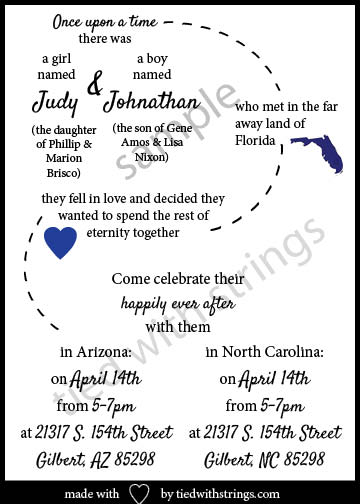 Once upon a time
there was
a girl
named
Judy
&
a boy
named
Johnathan
(the daughter
of Phillip &
Marion
Brisco)
(the son of Gene
Amos & Lisa
Nixon)
who met in the far
away land of
Florida
they fell in love and decided they
wanted to spend the rest of
eternity together
Come celebrate their
happily ever after
with them
in Arizona:
on April 14th
from 5-7pm
at 21317 S. 154th Street
Gilbert, AZ 85298
in North Carolina:
on April 14th
from 5-7pm
at 21317 S. 154th Street
Gilbert, NC 85298
sample
tied with strings
made with by tiedwithstrings.com